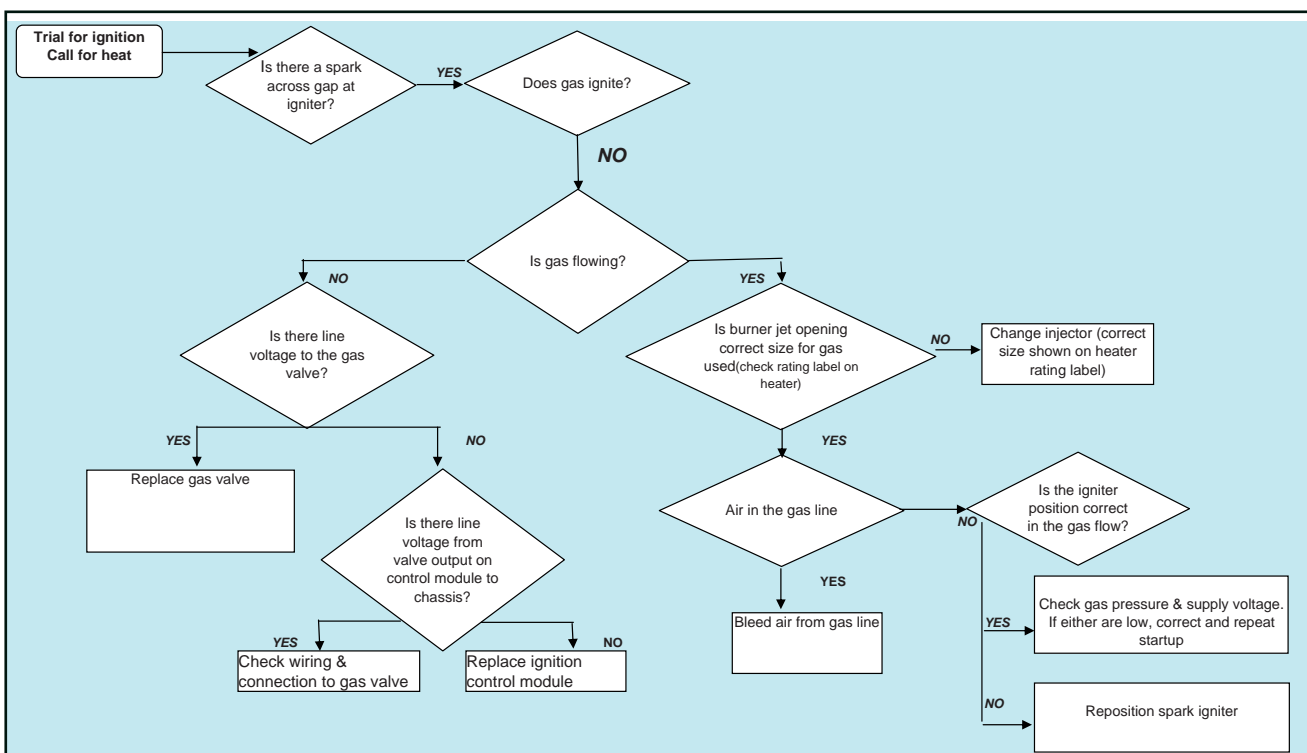 Trial for ignition
Call for heat
Is there a spark
across gap at
igniter?
YES
Does gas ignite?
NO
Is gas flowing?
NO
YES
Is there line
voltage to the gas
valve?
Is burner jet opening
correct size for gas
used(check rating label on
heater)
NO
Change injector (correct
size shown on heater
rating label)
YES
NO
YES
Replace gas valve
Is there line
voltage from
valve output on
control module to
chassis?
Air in the gas line
NO
Is the igniter
position correct
in the gas flow?
YES
NO
Check wiring &
connection to gas valve
Replace ignition
control module
YES
Bleed air from gas line
YES
Check gas pressure & supply voltage.
If either are low, correct and repeat
startup
NO
Reposition spark igniter